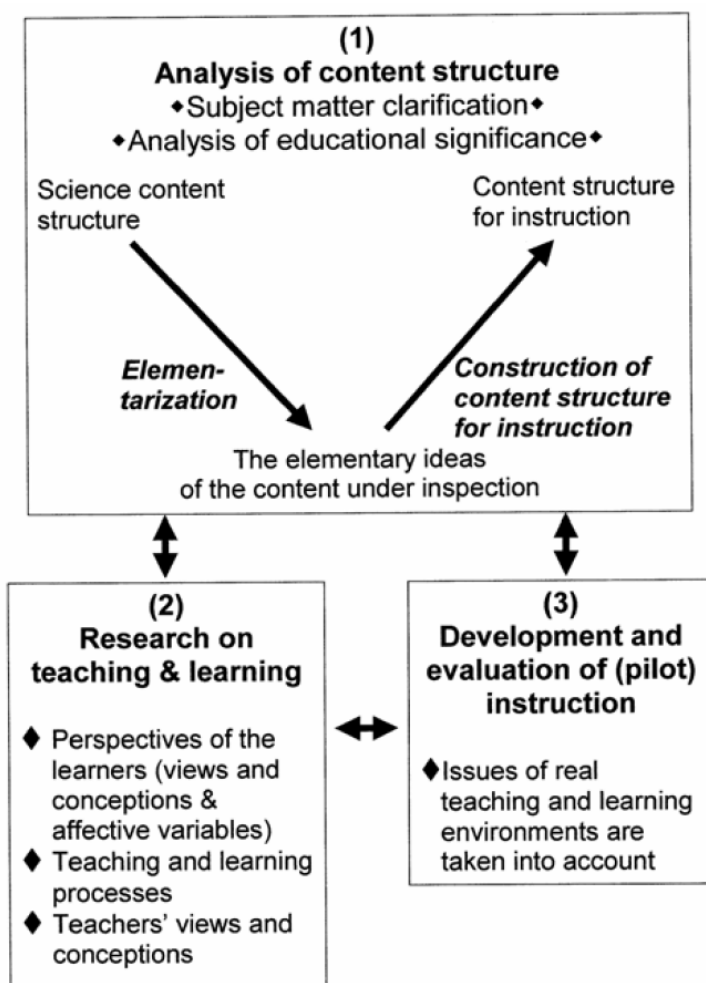 (1)
Analysis of content structure
◆Subject matter clarification◆
◆Analysis of educational significance◆
Science content
structure
Content structure
for instruction
Elemen-
tarization
Construction of
content structure
for instruction
The elementary ideas
of the content under inspection
(2)
Research on
teaching & learning
◆ Perspectives of the
learners (views and
conceptions &
affective variables)
◆ Teaching and learning
processes
◆ Teachers’ views and
conceptions
(3)
Development and
evaluation of (pilot)
instruction
◆Issues of real
teaching and learning
environments are
taken into account